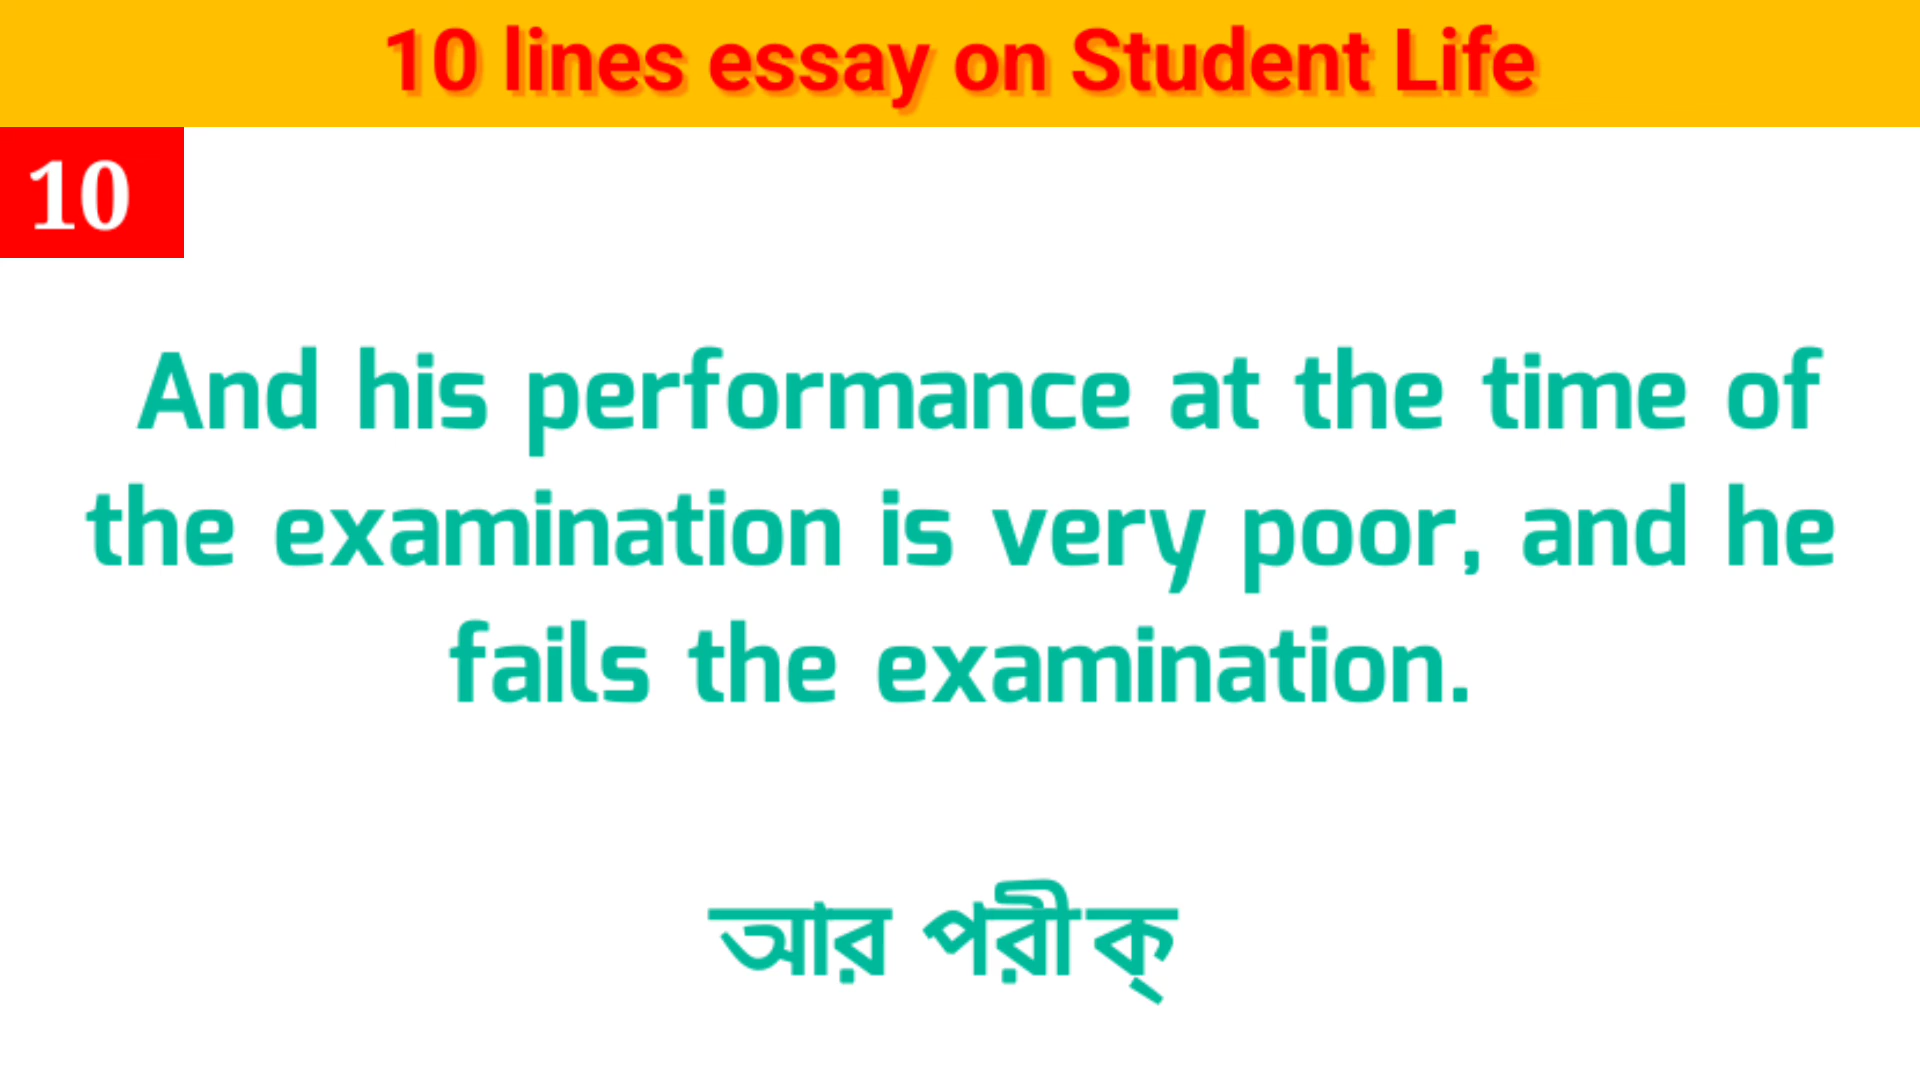 10 lines essay on Student Life
10
And his performance at the time of
the examination is very poor, and he
fails the examination.
আর পরীক্